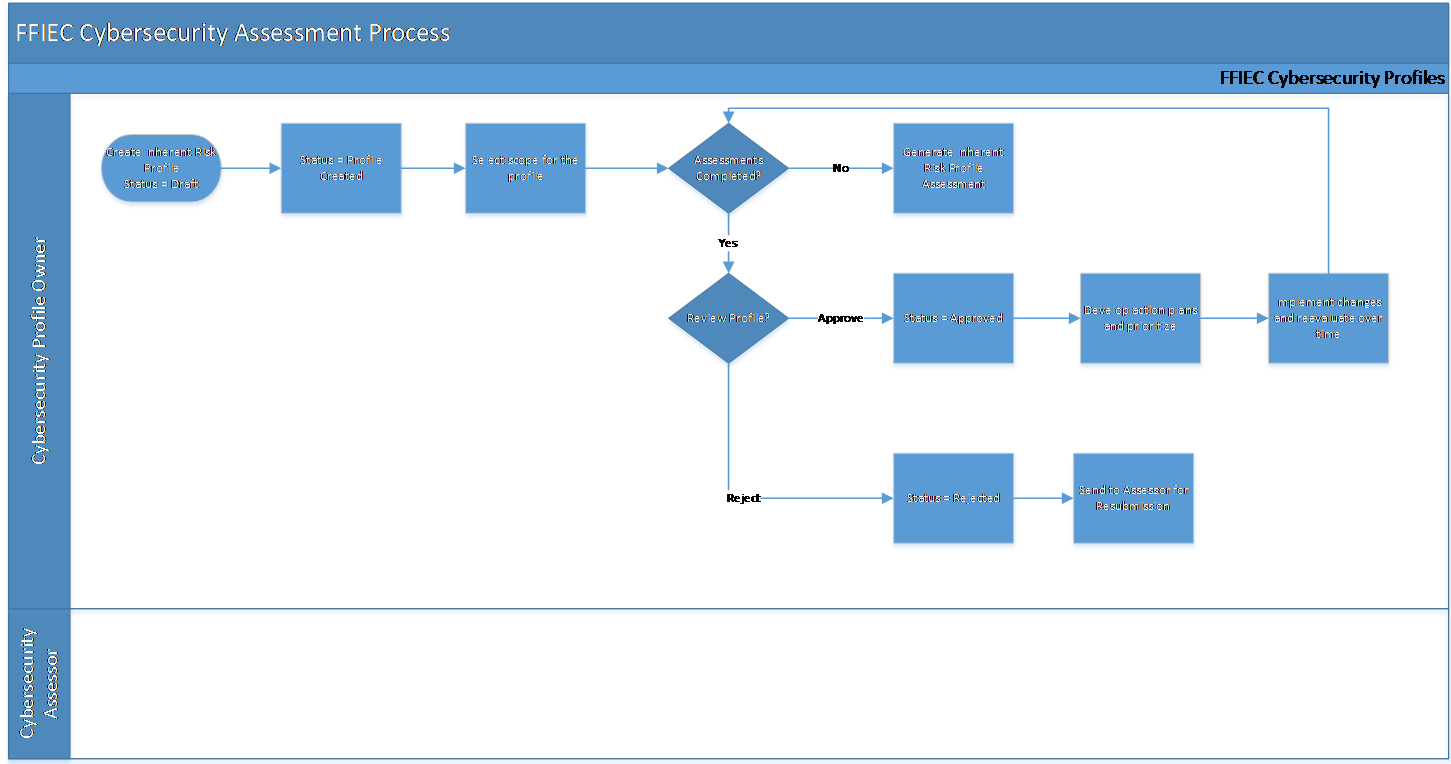 FFIEC Cybersecurity Assessment Process
FFIEC Cybersecurity Profiles
Cybersecurity Profile Owner
Create Inherent Risk
Profile
Status = Draft
Status = Profile
Created
Select scope for the
profile
Assessments
Completed?
No
Generate Inherent
Risk Profile
Assessment
Yes
Review Profile?
Approve
Status = Approved
Develop action plans
and prioritize
Implement changes
and reevaluate over
time
Reject
Status = Rejected
Send to Assessor for
Resubmission
Cybersecurity
Assessor